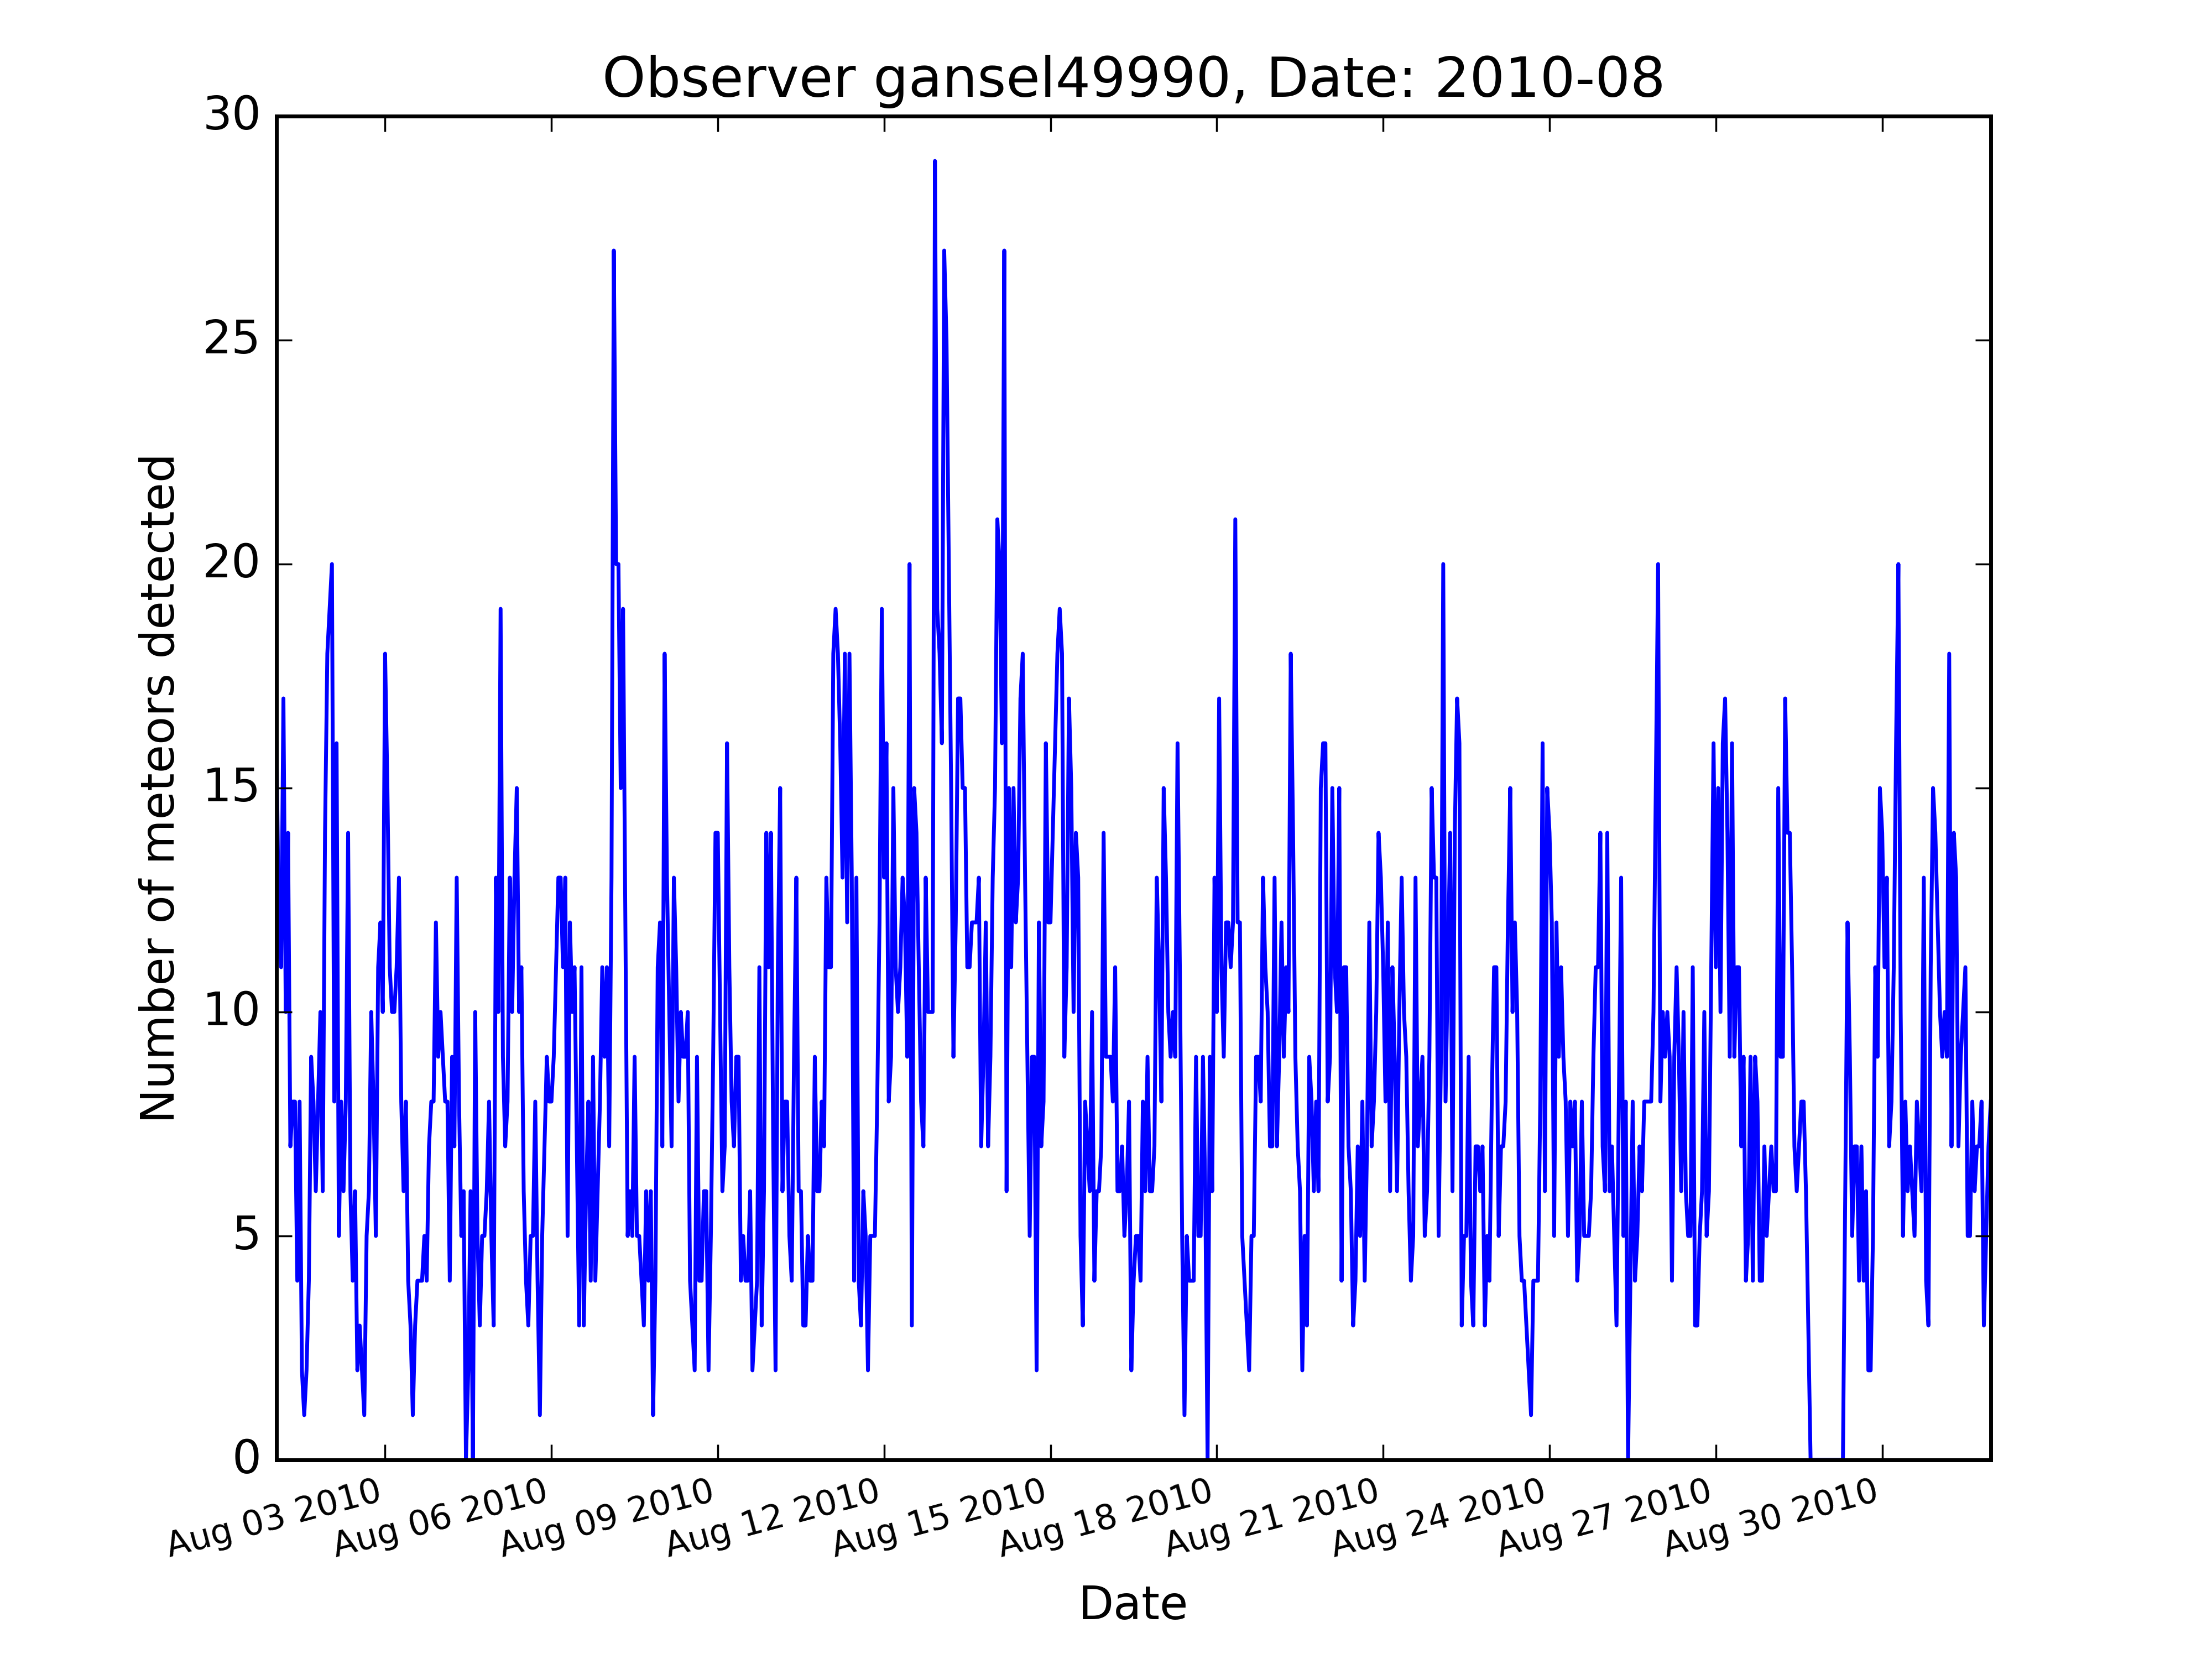 Observer gansel49990, Date: 2010-08
30
25
20
15
10
5
0
Number of meteors detected
Aug 03 2010
Aug 06 2010
Aug 09 2010
Aug 12 2010
Aug 15 2010
Aug 18 2010
Aug 21 2010
Aug 24 2010
Aug 27 2010
Aug 30 2010
Date